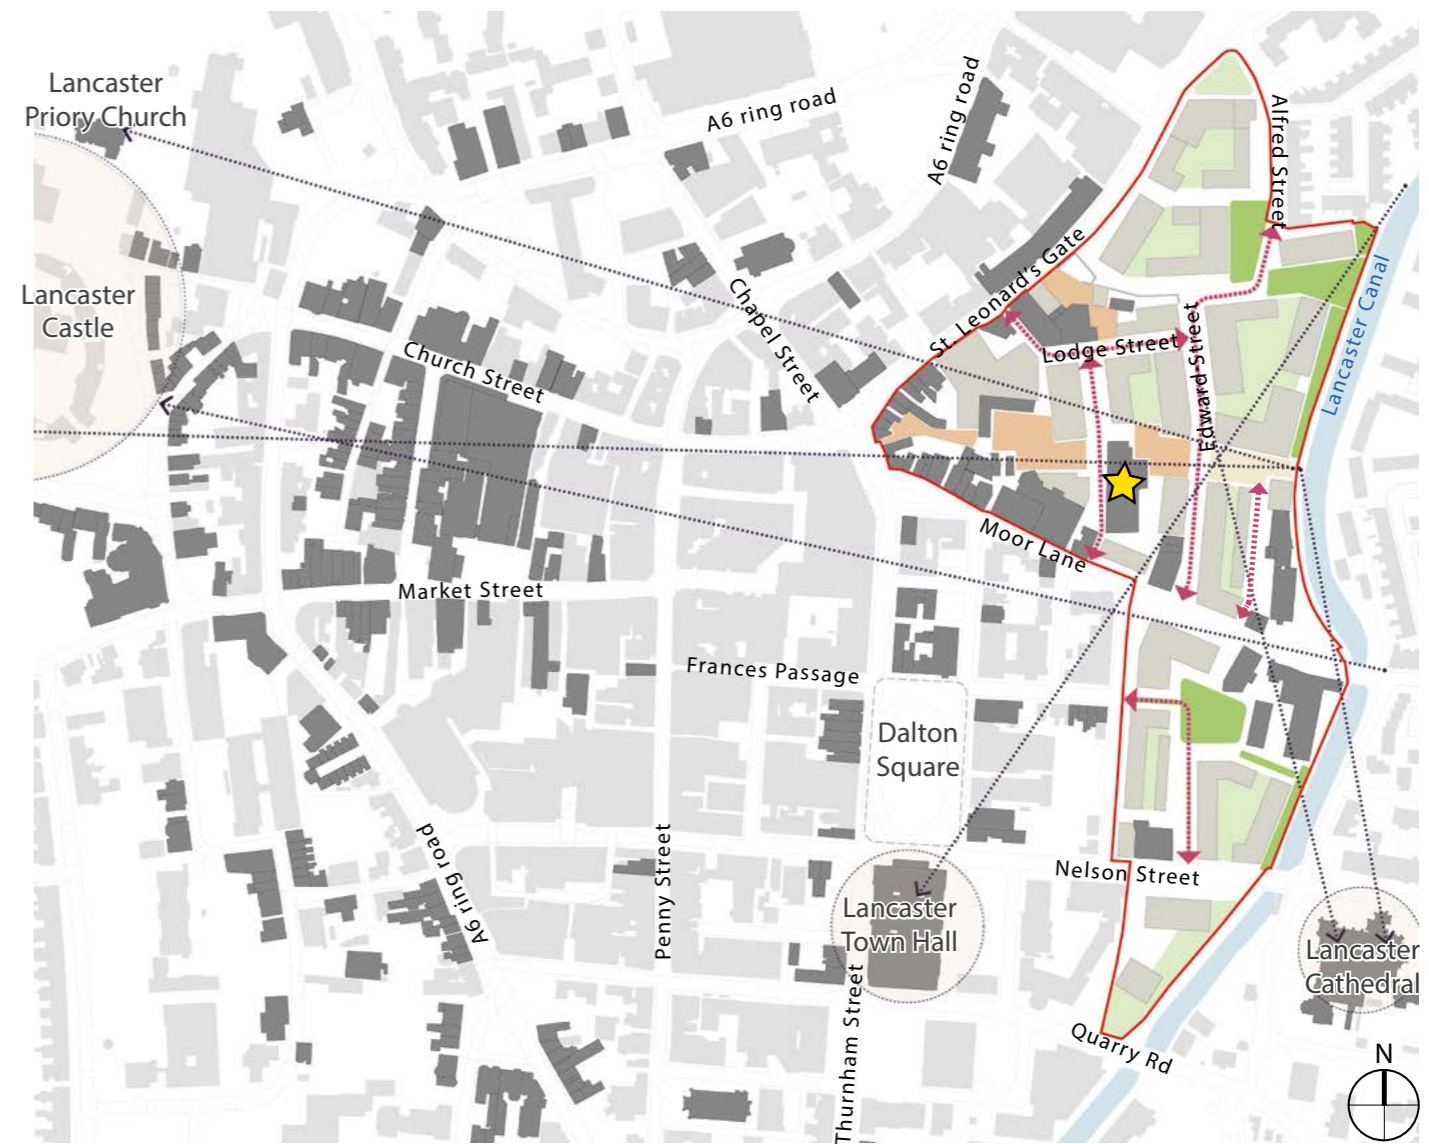 Lancaster
Priory Church
A6 ring road
A6 ring road
Alfred Street
St. Leonard's Gate
Lancaster Canal
Lancaster
Castle
Chapel Street
Church Street
Lodge Street
Edward Street
Moor Lane
Market Street
Frances Passage
Dalton
Square
A6 ring road
Penny Street
Nelson Street
Lancaster
Town Hall
Lancaster
Cathedral
Thurnham Street
Quarry Rd
N